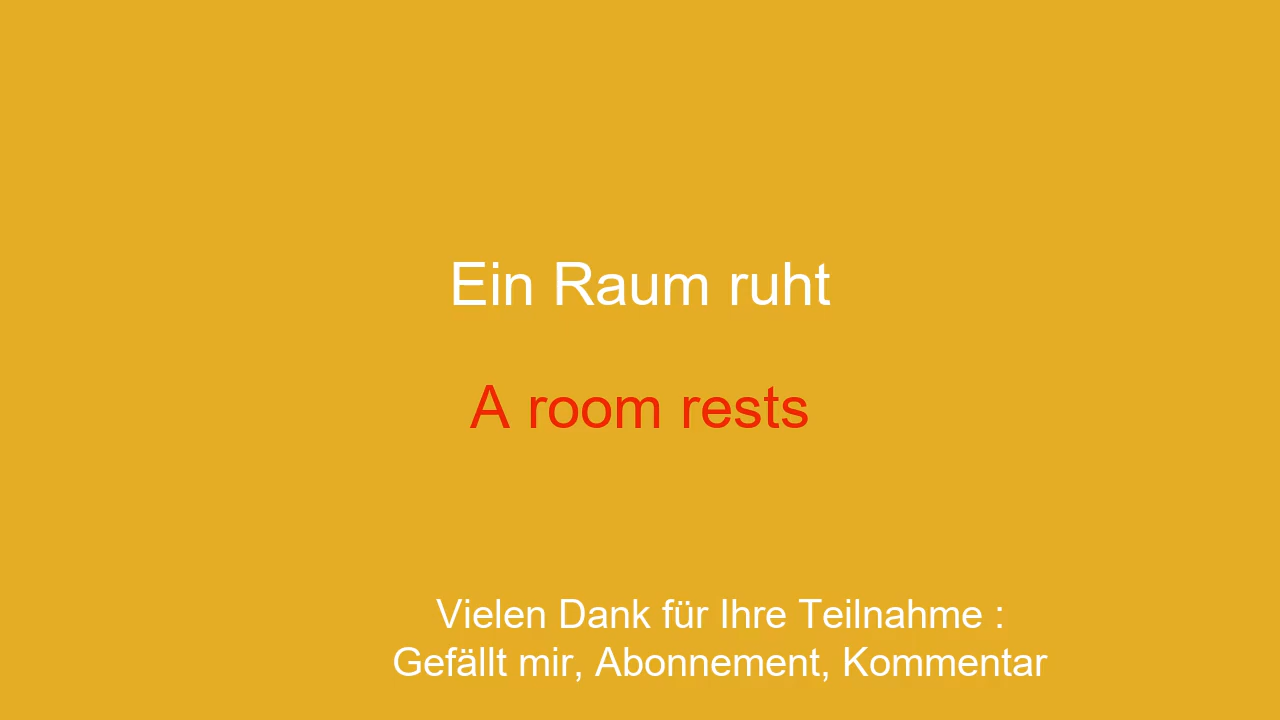 Ein Raum ruht
A room rests
Vielen Dank für Ihre Teilnahme :
Gefällt mir, Abonnement, Kommentar